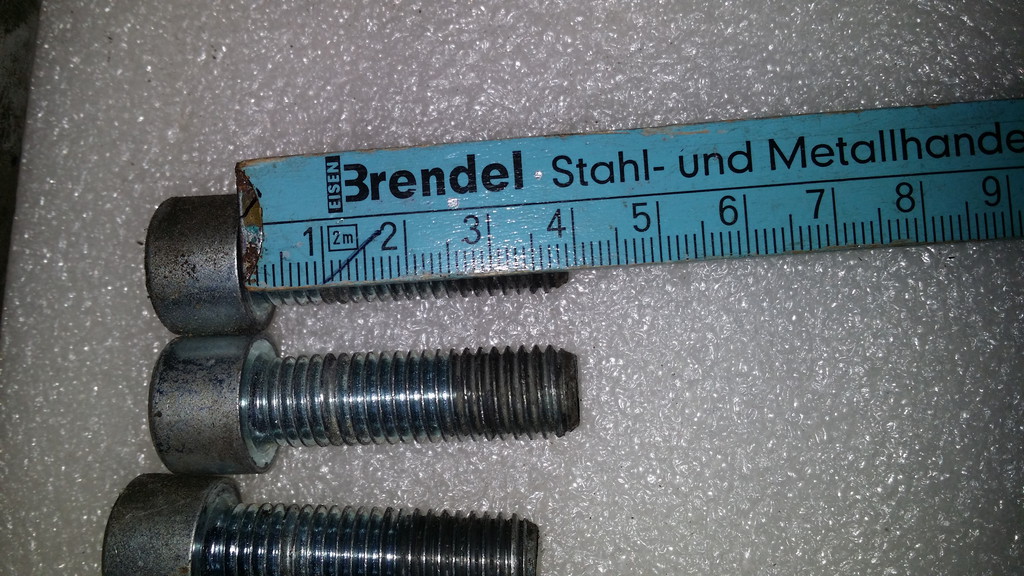 EISEN Brendel Stahl- und Metallhande
1 2m 2 3 4 5 6 7 8 9